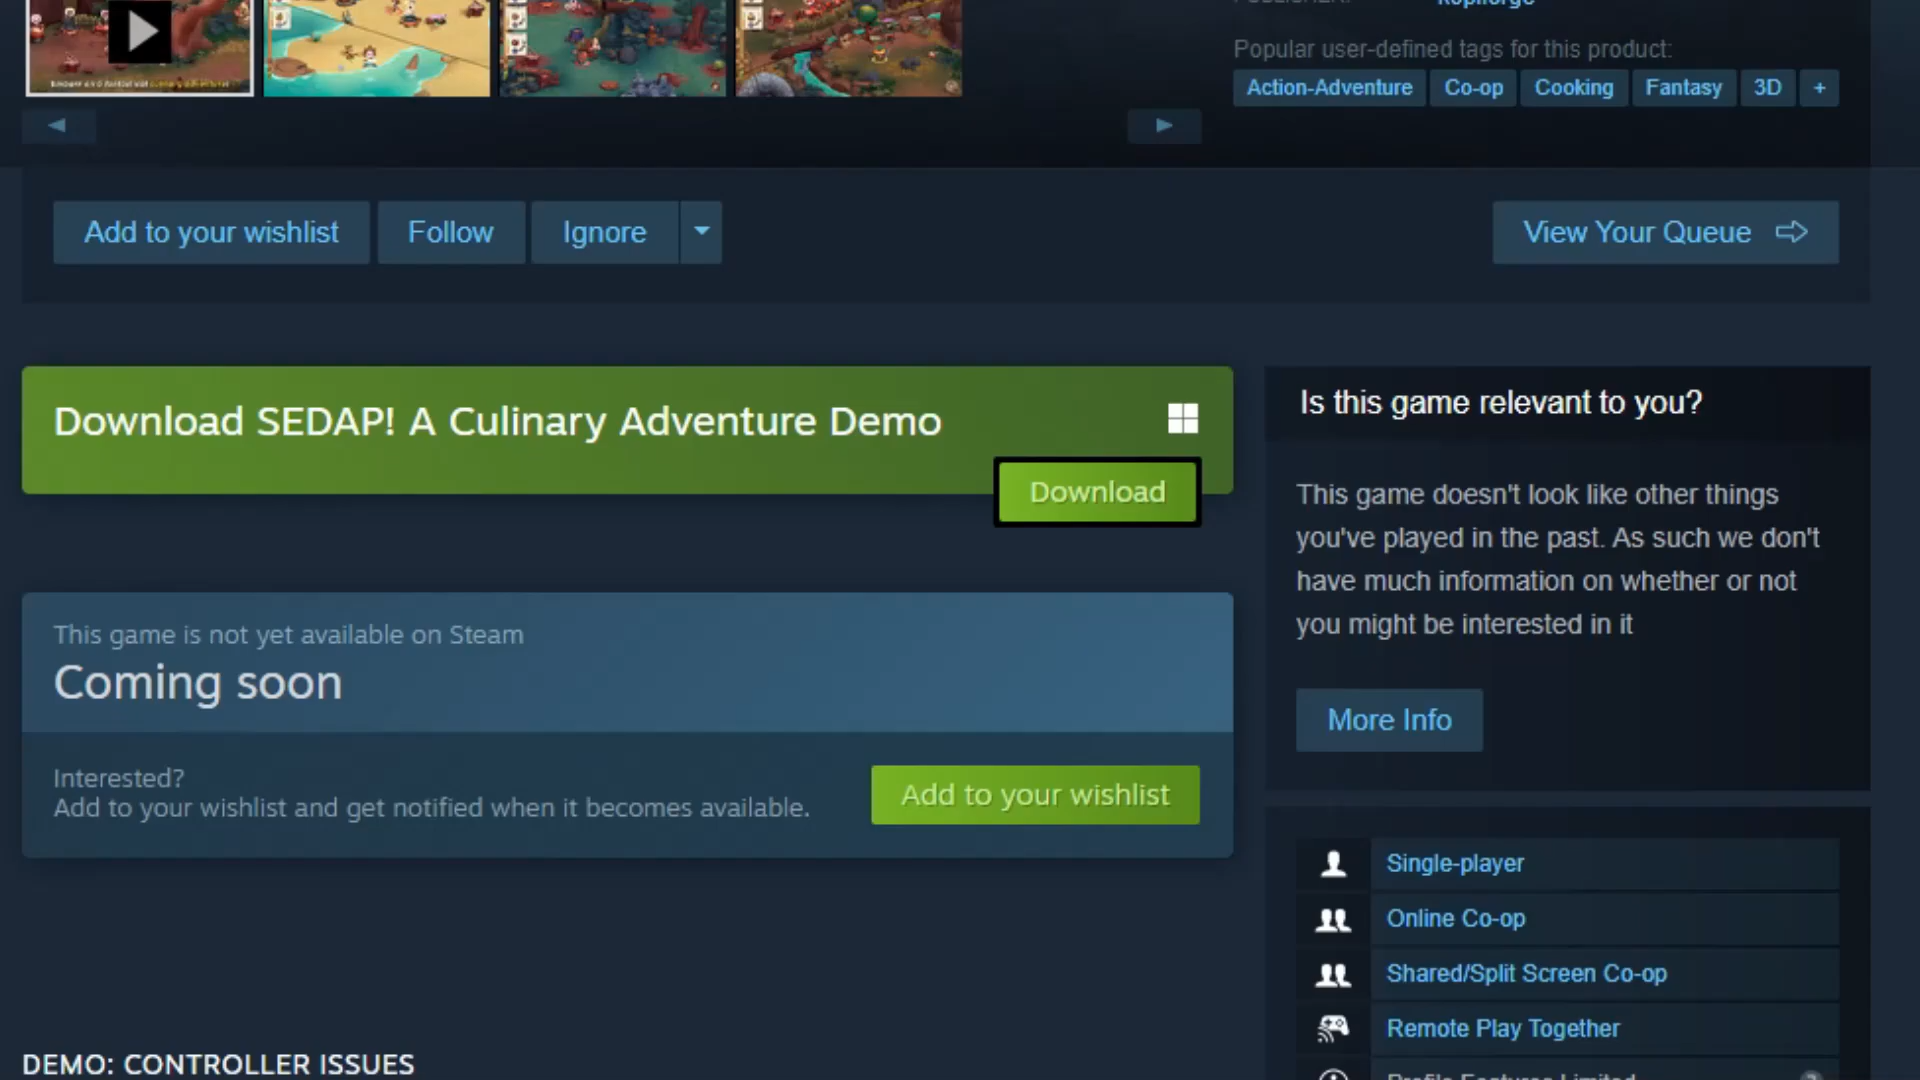 Popular user-defined tags for this product:
Action-Adventure Co-op Cooking Fantasy 3D +
Add to your wishlist Follow Ignore View Your Queue
Download SEDAP! A Culinary Adventure Demo
Download
This game is not yet available on Steam
Coming soon
Interested?
Add to your wishlist and get notified when it becomes available.
Add to your wishlist
DEMO: CONTROLLER ISSUES
Is this game relevant to you?
This game doesn't look like other things
you've played in the past. As such we don't
have much information on whether or not
you might be interested in it
More Info
Single-player
Online Co-op
Shared/Split Screen Co-op
Remote Play Together
Profile Features Limited